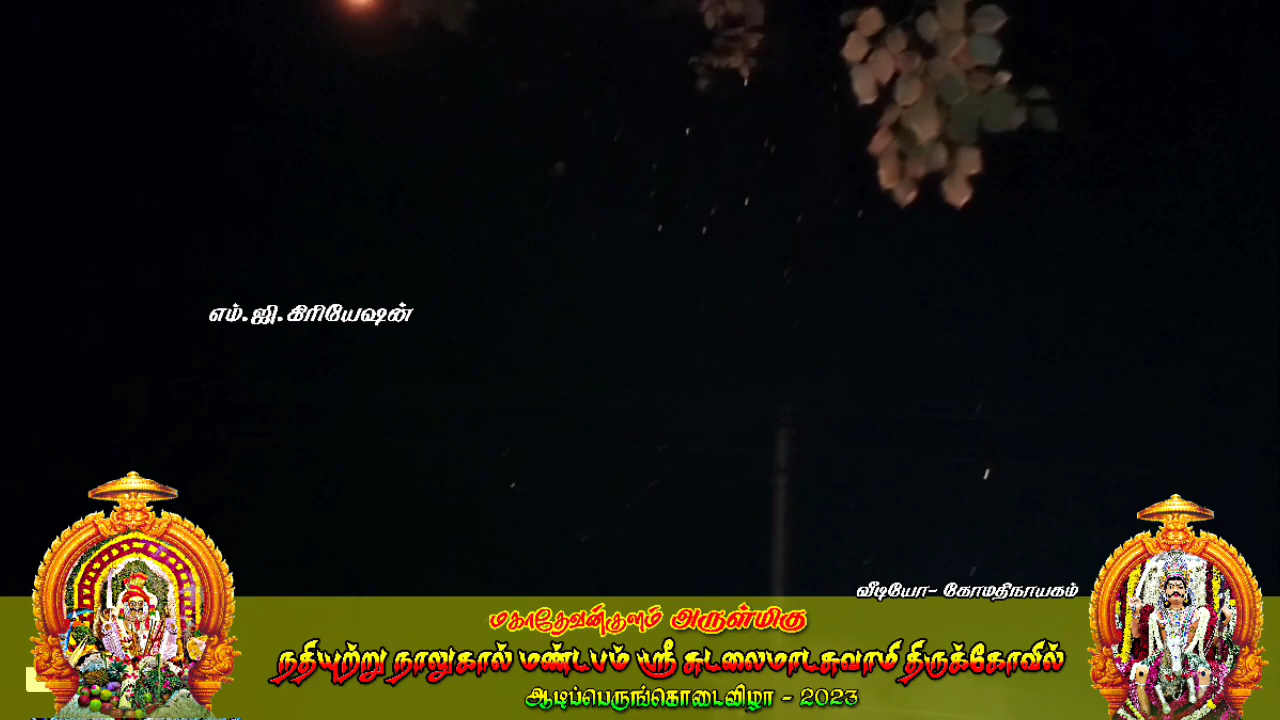 எம்.ஜி.கிரியேஷன்
வீடியோ- கோமதிநாயகம்
மகாதேவன்குளம் அருள்மிகு
நதியூற்று நாலுகால் மண்டபம் ஸ்ரீ சுடலைமாடசுவாமி திருக்கோவில்
ஆடிப்பெருங்கொடைவிழா - 2023